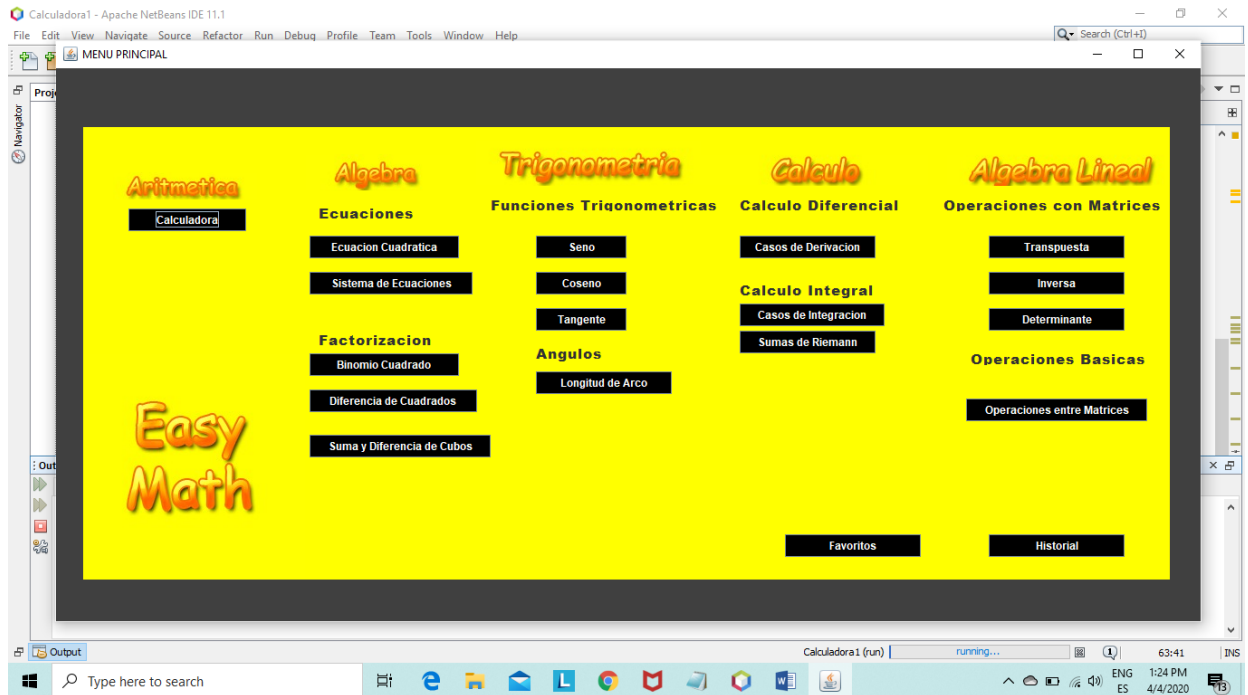 Calculadora1 - Apache NetBeans IDE 11.1
File Edit View Navigate Source Refactor Run Debug Profile Team Tools Window Help
Search (Ctrl+I)
MENU PRINCIPAL
Proj
Navigator
Aritmetica
Calculadora
Algebra
Ecuaciones
Ecuacion Cuadratica
Sistema de Ecuaciones
Factorizacion
Binomio Cuadrado
Diferencia de Cuadrados
Suma y Diferencia de Cubos
Trigonometria
Funciones Trigonometricas
Seno
Coseno
Tangente
Angulos
Longitud de Arco
Calculo
Calculo Diferencial
Casos de Derivacion
Calculo Integral
Casos de Integracion
Sumas de Riemann
Algebra Lineal
Operaciones con Matrices
Transpuesta
Inversa
Determinante
Operaciones Basicas
Operaciones entre Matrices
Easy
Math
Favoritos
Historial
Out
Output
Calculadora1 (run)
running...
1
63:41
INS
Type here to search
ENG
ES
1:24 PM
4/4/2020
13